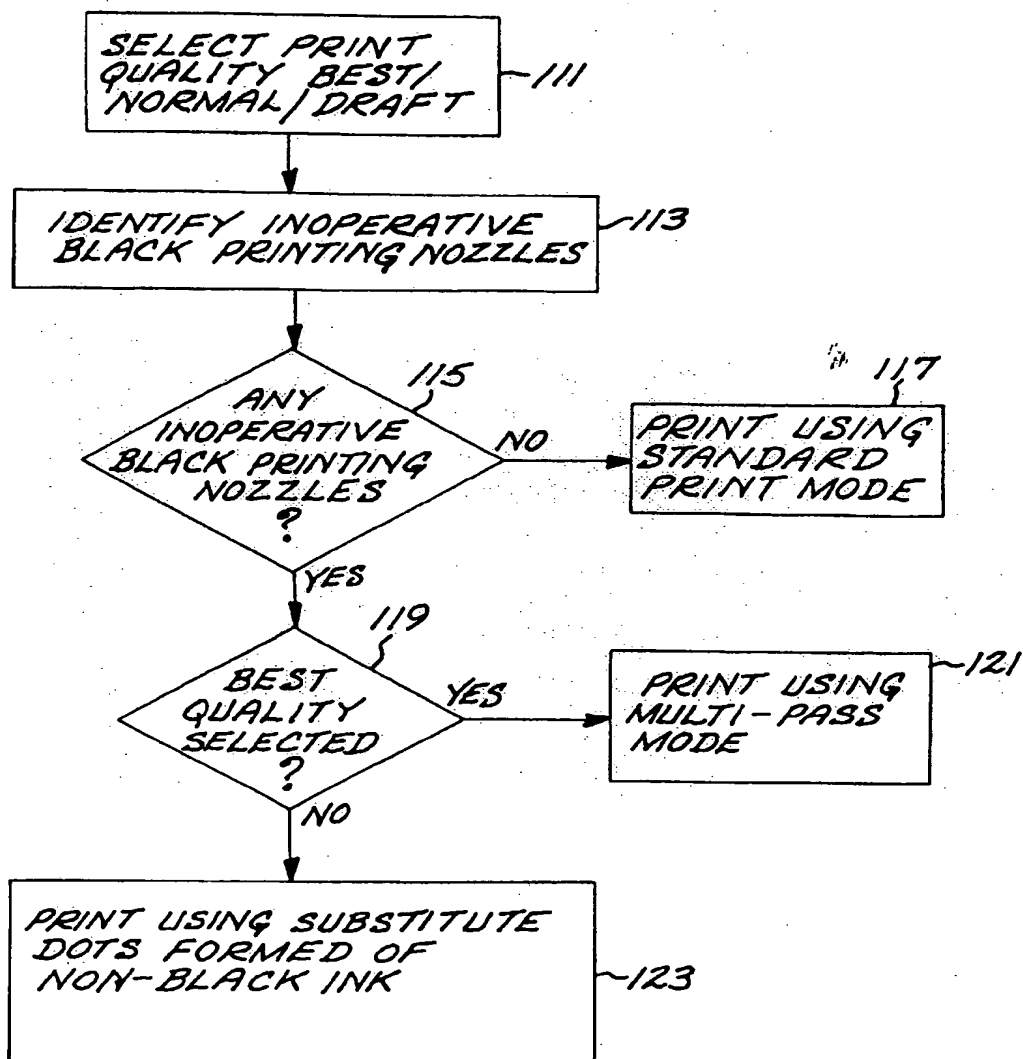 SELECT PRINT
QUALITY BEST/
NORMAL/DRAFT
111
IDENTIFY INOPERATIVE
BLACK PRINTING NOZZLES
113
ANY
INOPERATIVE
BLACK PRINTING
NOZZLES
?
115
NO
117
PRINT USING
STANDARD
PRINT MODE
YES
119
BEST
QUALITY
SELECTED
?
YES
121
PRINT USING
MULTI-PASS
MODE
NO
PRINT USING SUBSTITUTE
DOTS FORMED OF
NON-BLACK INK
123